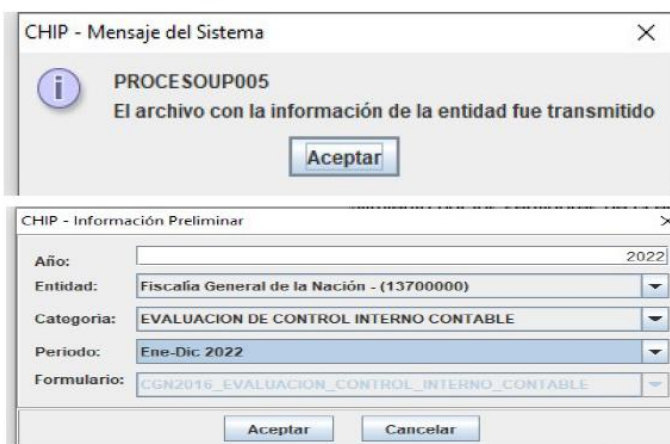 CHIP - Mensaje del Sistema
PROCESOUP005
El archivo con la información de la entidad fue transmitido
Aceptar
CHIP - Información Preliminar
Año: 2022
Entidad: Fiscalía General de la Nación - (13700000)
Categoria: EVALUACION DE CONTROL INTERNO CONTABLE
Periodo: Ene-Dic 2022
Formulario: CGN2016_EVALUACION_CONTROL_INTERNO_CONTABLE
Aceptar Cancelar